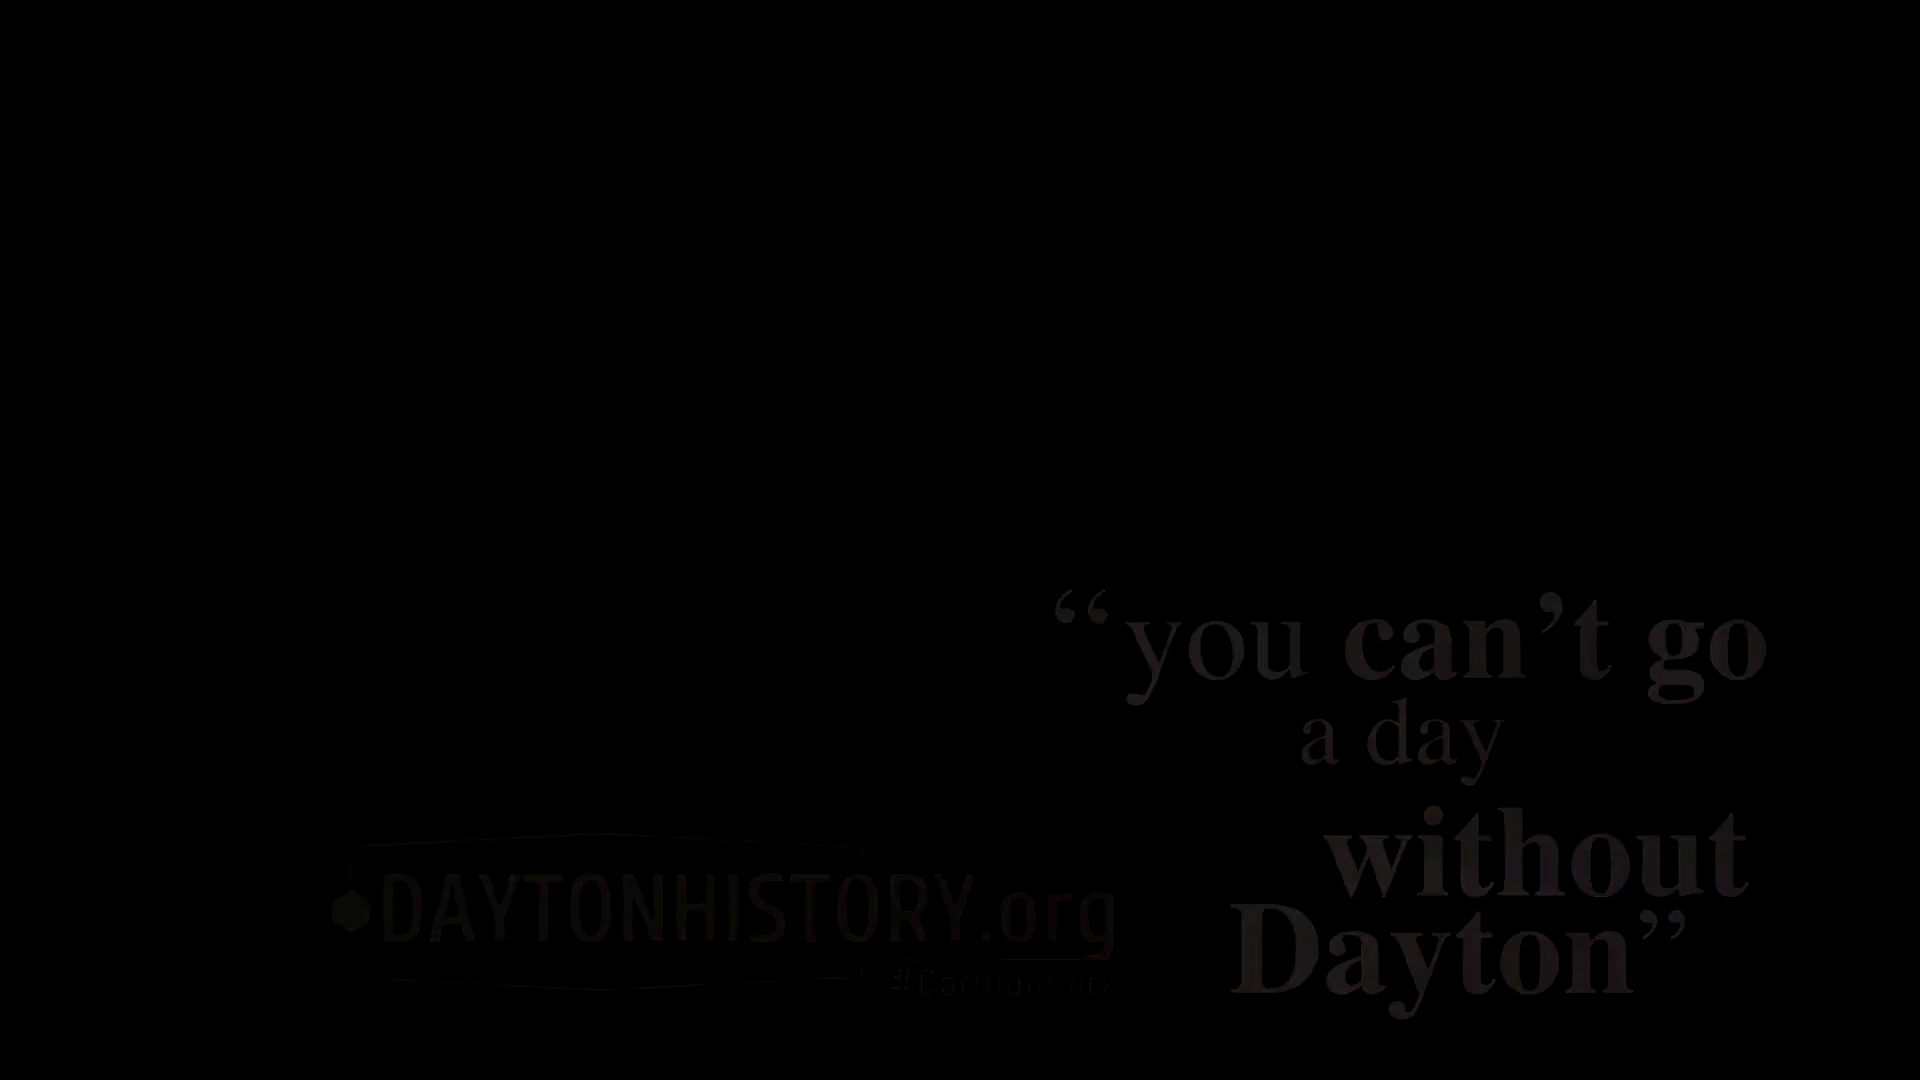 “you can’t go
a day
without
Dayton”
DAYTONHISTORY.org
#CarillonPark